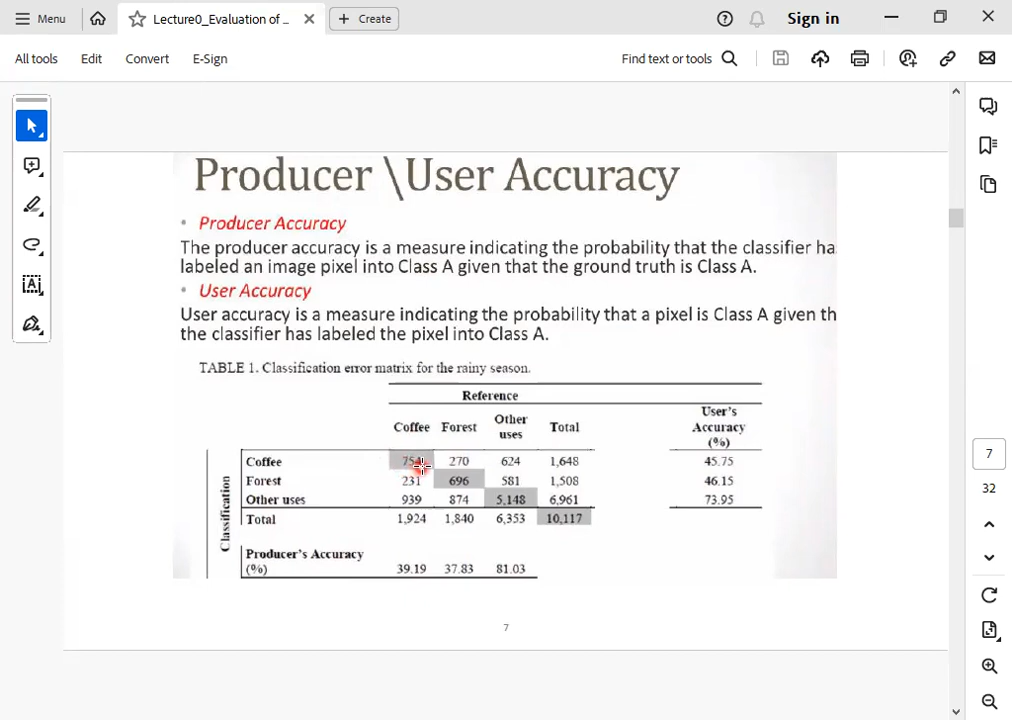 Menu
Lecture0_Evaluation of ...
Create
Sign in
All tools
Edit
Convert
E-Sign
Find text or tools
Producer \User Accuracy
• Producer Accuracy
The producer accuracy is a measure indicating the probability that the classifier ha
labeled an image pixel into Class A given that the ground truth is Class A.
• User Accuracy
User accuracy is a measure indicating the probability that a pixel is Class A given th
the classifier has labeled the pixel into Class A.
TABLE 1. Classification error matrix for the rainy season.
Reference
Coffee Forest Other uses Total User's Accuracy (%)
Classification
Coffee 754 270 624 1,648 45.75
Forest 231 696 581 1,508 46.15
Other uses 939 874 5,148 6,961 73.95
Total 1,924 1,840 6,353 10,117
Producer's Accuracy
(%) 39.19 37.83 81.03
7
7
32